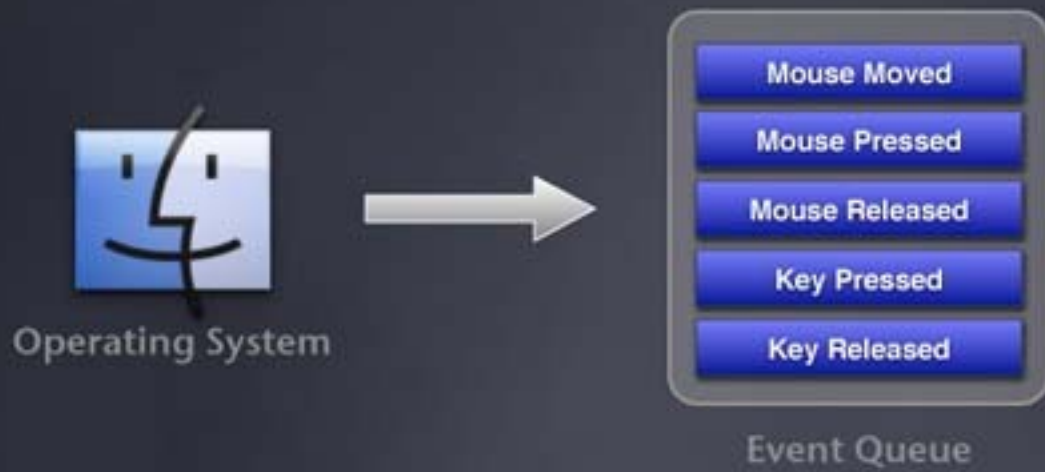 Operating System
Mouse Moved
Mouse Pressed
Mouse Released
Key Pressed
Key Released
Event Queue